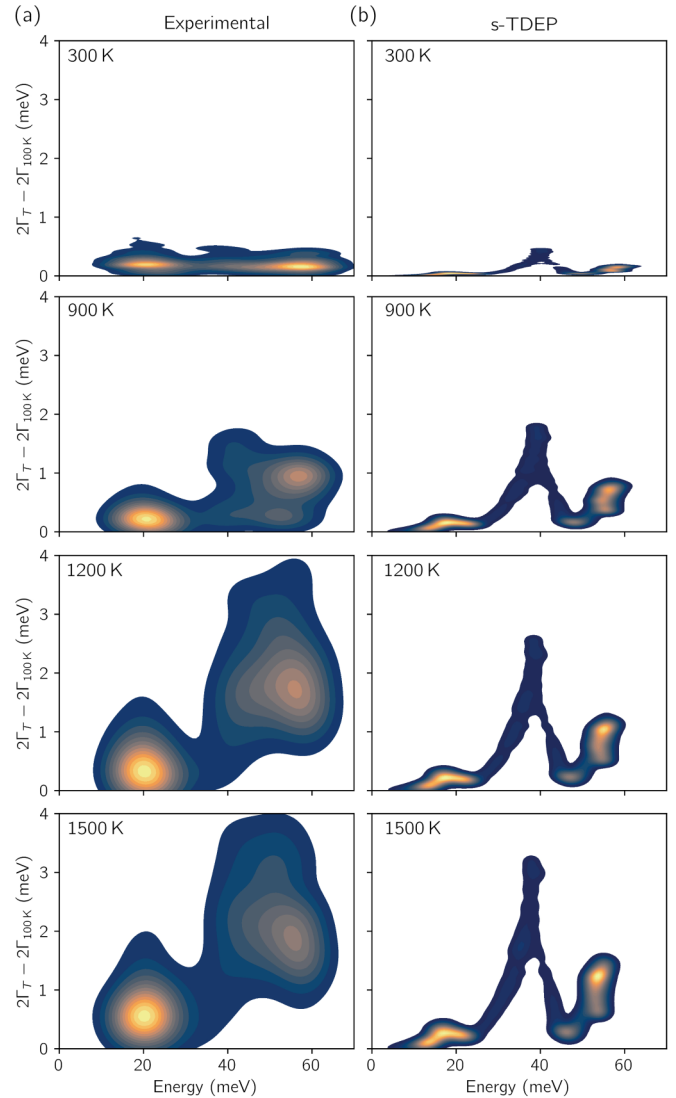 (a)
Experimental
(b)
s-TDEP
300 K
300 K
4
3
2
1
0
2Γ_T − 2Γ_100 K (meV)
900 K
900 K
4
3
2
1
0
2Γ_T − 2Γ_100 K (meV)
1200 K
1200 K
4
3
2
1
0
2Γ_T − 2Γ_100 K (meV)
1500 K
1500 K
4
3
2
1
0
2Γ_T − 2Γ_100 K (meV)
0 20 40 60
0 20 40 60
Energy (meV)
Energy (meV)